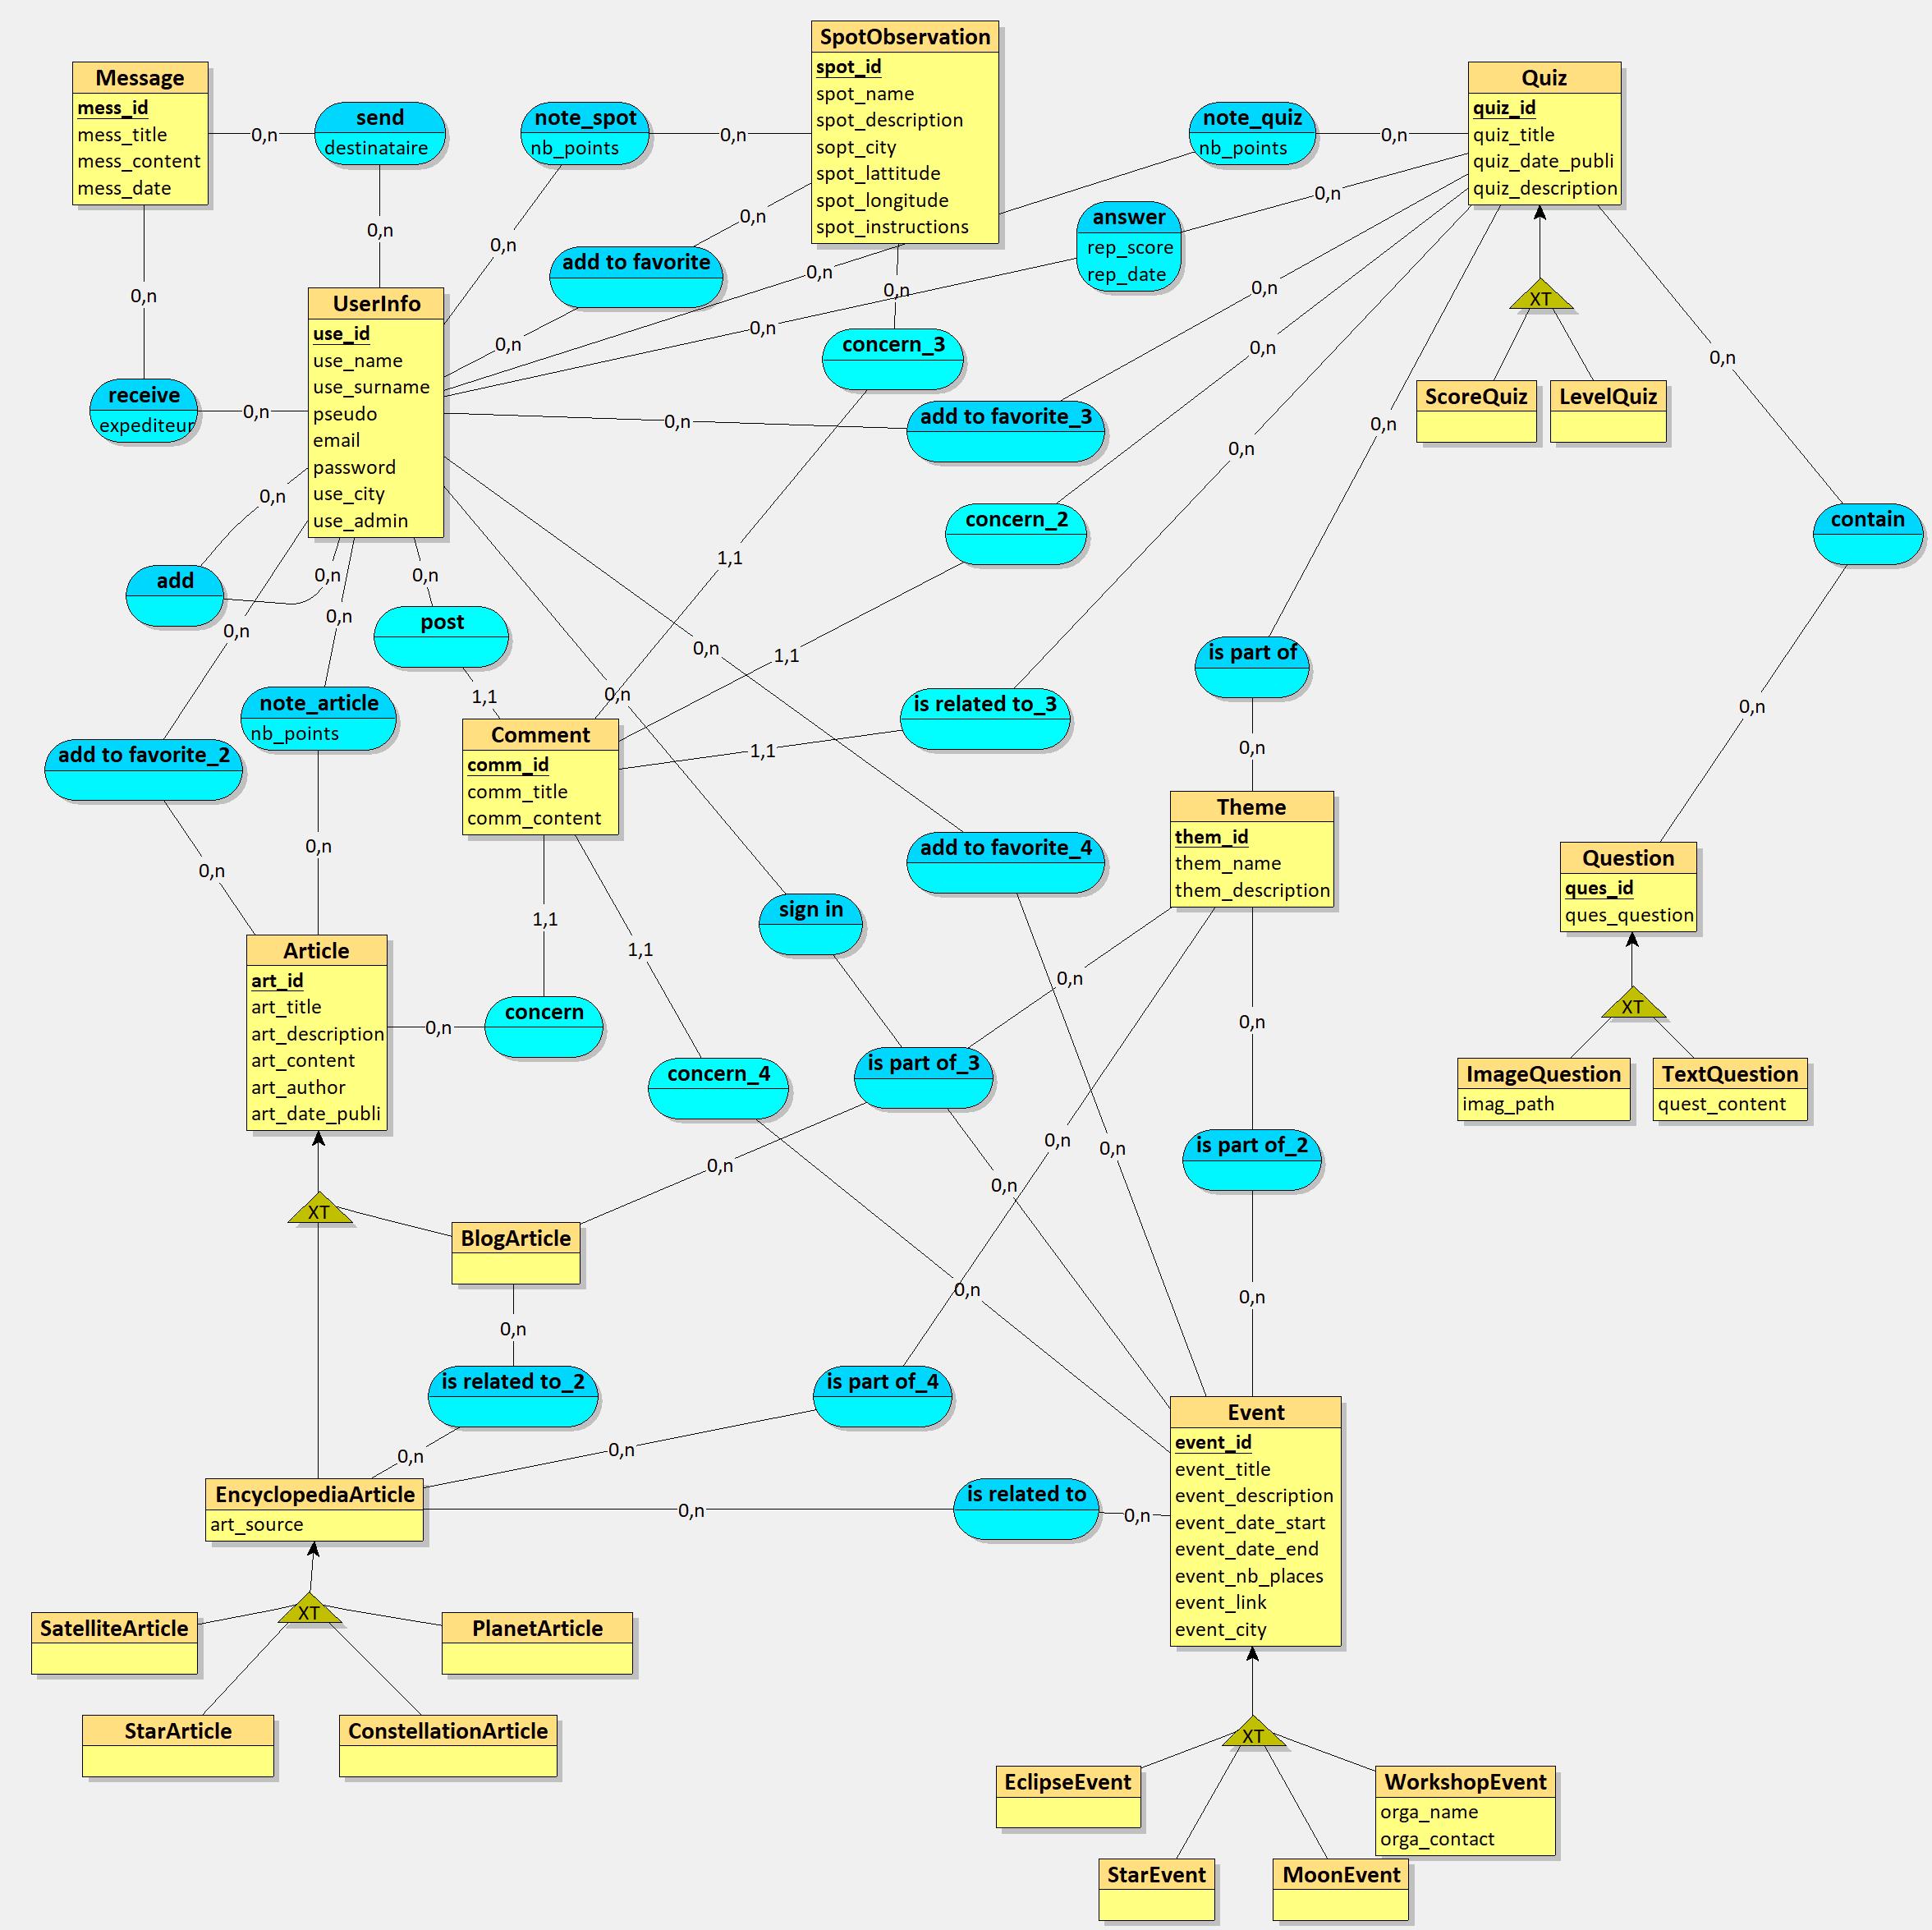 SpotObservation
spot_id
spot_name
spot_description
sopt_city
spot_lattitude
spot_longitude
spot_instructions
Message
mess_id
mess_title
mess_content
mess_date
0,n
send
destinataire
note_spot
nb_points
0,n
note_quiz
nb_points
0,n
Quiz
quiz_id
quiz_title
quiz_date_publi
quiz_description
0,n
answer
rep_score
rep_date
0,n
0,n
0,n
add to favorite
0,n
0,n
0,n
0,n
0,n
XT
UserInfo
use_id
use_name
use_surname
pseudo
email
password
use_city
use_admin
0,n
0,n
concern_3
0,n
0,n
ScoreQuiz
LevelQuiz
receive
expediteur
0,n
0,n
add to favorite_3
0,n
0,n
0,n
concern_2
contain
1,1
add
0,n
0,n
0,n
0,n
post
1,1
0,n
1,1
is part of
note_article
nb_points
0,n
is related to_3
0,n
add to favorite_2
Comment
comm_id
comm_title
comm_content
1,1
0,n
Theme
them_id
them_name
them_description
0,n
0,n
add to favorite_4
Question
ques_id
ques_question
1,1
sign in
1,1
Article
art_id
art_title
art_description
art_content
art_author
art_date_publi
0,n
concern
0,n
0,n
XT
concern_4
is part of_3
ImageQuestion
imag_path
TextQuestion
quest_content
0,n
0,n
0,n
0,n
is part of_2
XT
BlogArticle
0,n
0,n
0,n
is related to_2
is part of_4
0,n
0,n
Event
event_id
event_title
event_description
event_date_start
event_date_end
event_nb_places
event_link
event_city
EncyclopediaArticle
art_source
0,n
is related to
0,n
XT
SatelliteArticle
PlanetArticle
StarArticle
ConstellationArticle
XT
EclipseEvent
WorkshopEvent
orga_name
orga_contact
StarEvent
MoonEvent